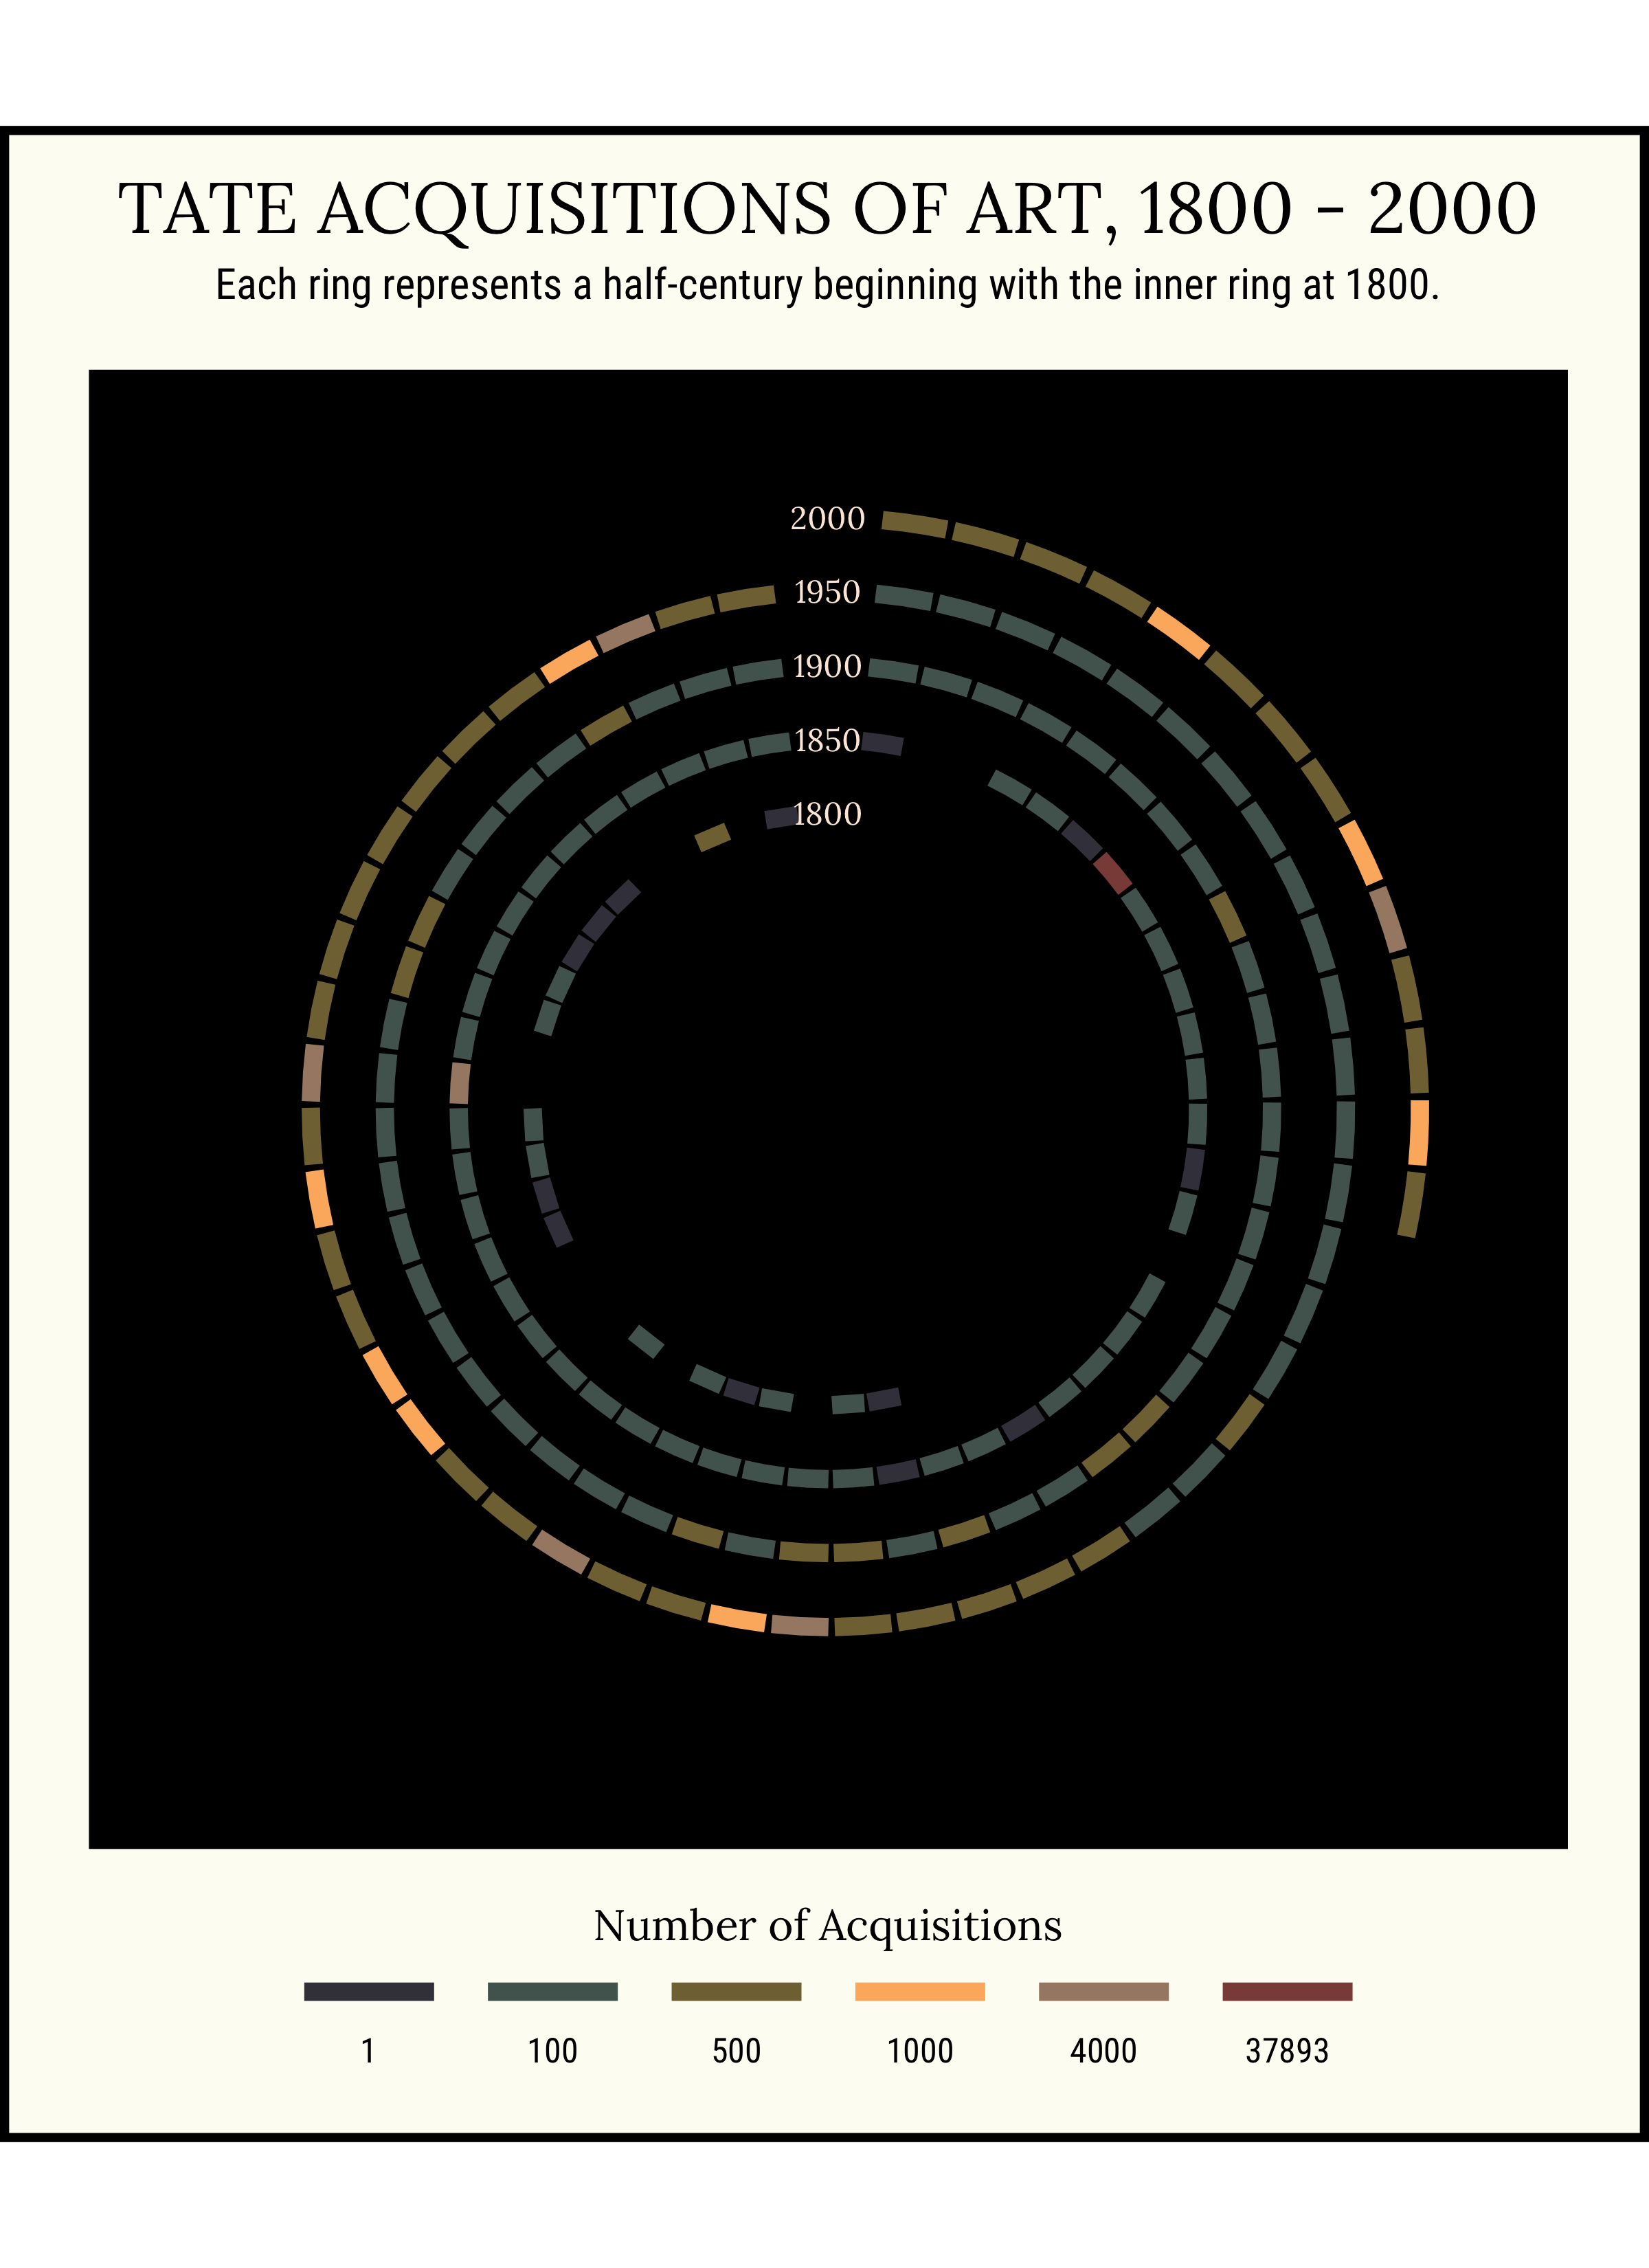 TATE ACQUISITIONS OF ART, 1800 - 2000
Each ring represents a half-century beginning with the inner ring at 1800.
2000
1950
1900
1850
1800
Number of Acquisitions
1 100 500 1000 4000 37893